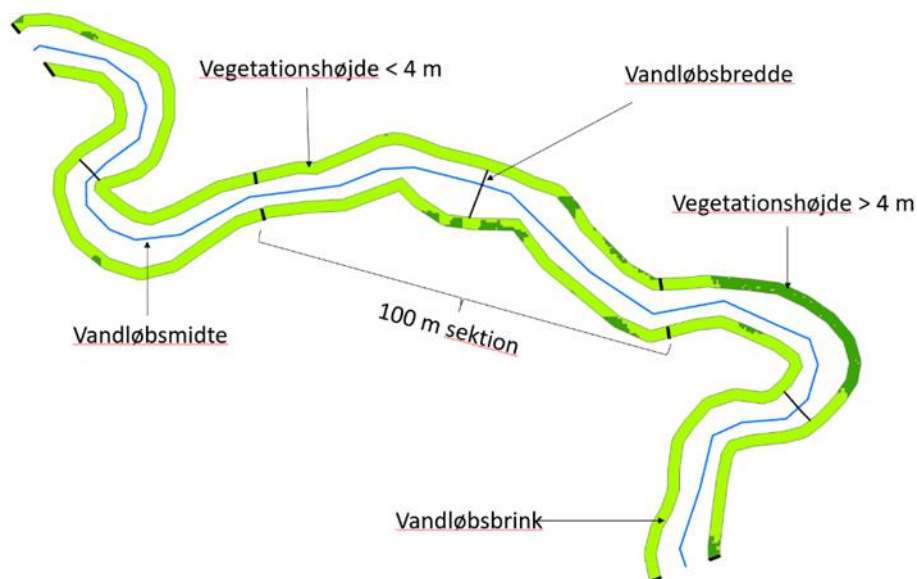 Vegetationshøjde < 4 m
Vandløbsbredde
Vegetationshøjde > 4 m
100 m sektion
Vandløbsmidte
Vandløbsbrink